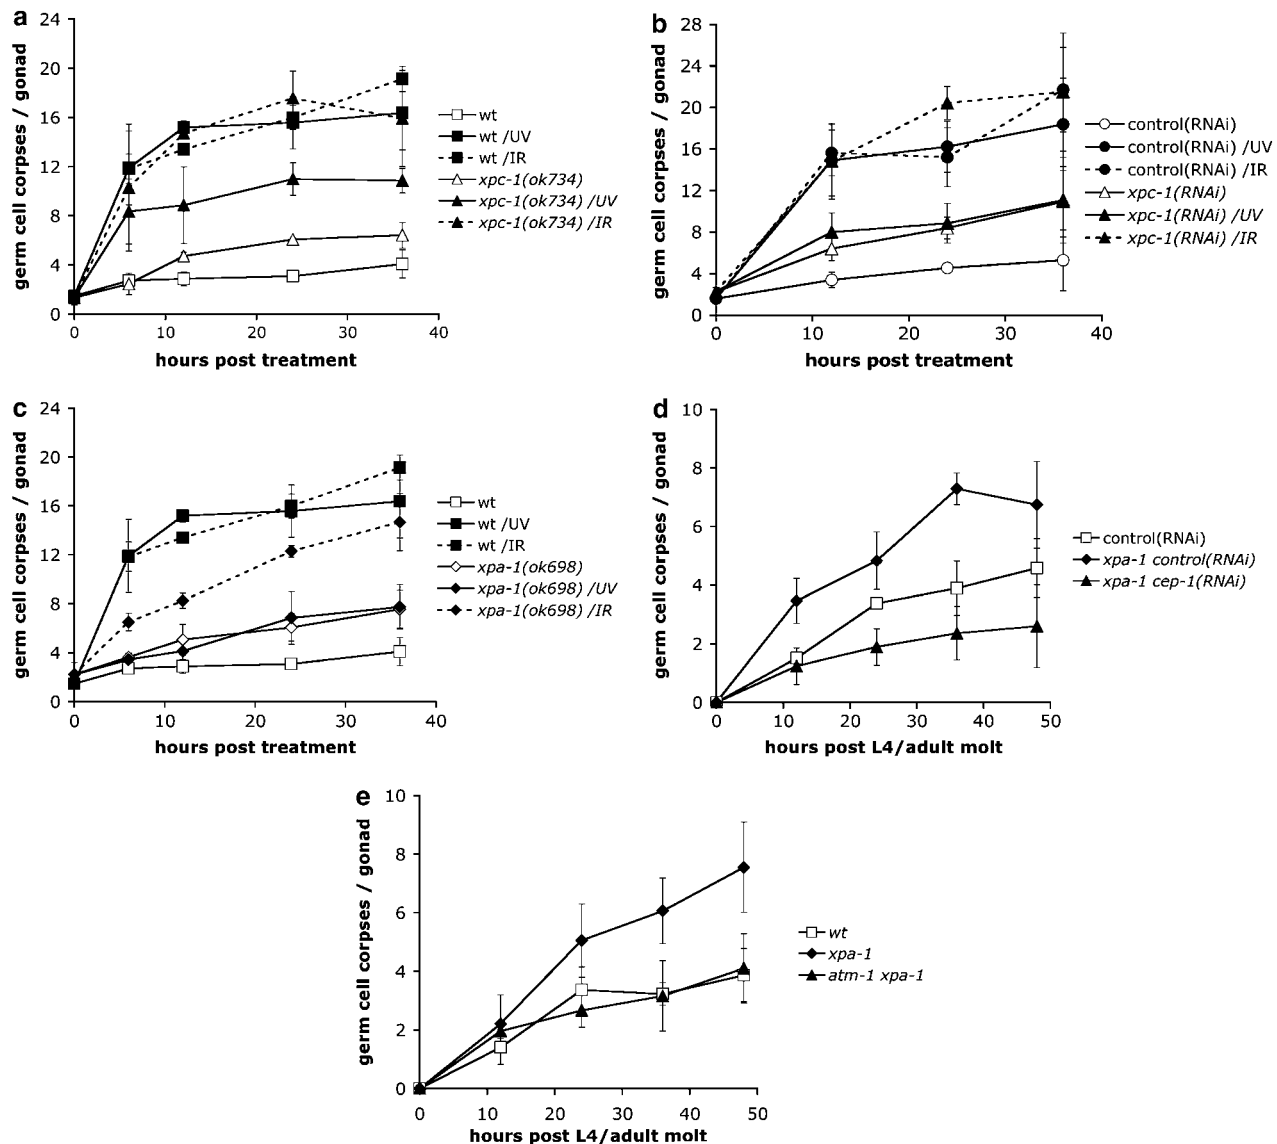 a
24
20
16
12
8
4
0
germ cell corpses / gonad
0 10 20 30 40
hours post treatment
wt
wt /UV
wt /IR
xpc-1(ok734)
xpc-1(ok734) /UV
xpc-1(ok734) /IR
b
28
24
20
16
12
8
4
0
germ cell corpses / gonad
0 10 20 30 40
hours post treatment
control(RNAi)
control(RNAi) /UV
control(RNAi) /IR
xpc-1(RNAi)
xpc-1(RNAi) /UV
xpc-1(RNAi) /IR
c
24
20
16
12
8
4
0
germ cell corpses / gonad
0 10 20 30 40
hours post treatment
wt
wt /UV
wt /IR
xpa-1(ok698)
xpa-1(ok698) /UV
xpa-1(ok698) /IR
d
10
8
6
4
2
0
germ cell corpses / gonad
0 10 20 30 40 50
hours post L4/adult molt
control(RNAi)
xpa-1 control(RNAi)
xpa-1 cep-1(RNAi)
e
10
8
6
4
2
0
germ cell corpses / gonad
0 10 20 30 40 50
hours post L4/adult molt
wt
xpa-1
atm-1 xpa-1